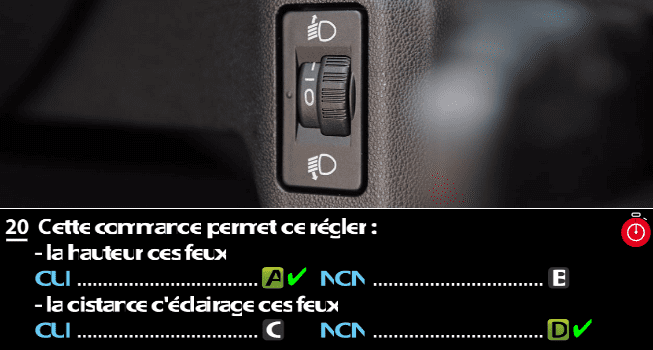 20 Cette commande permet de régler :
- la hauteur des feux
OUI .................................. A ✔ NON ................................ B
- la distance d'éclairage des feux
OUI .................................. C NON ................................ D ✔